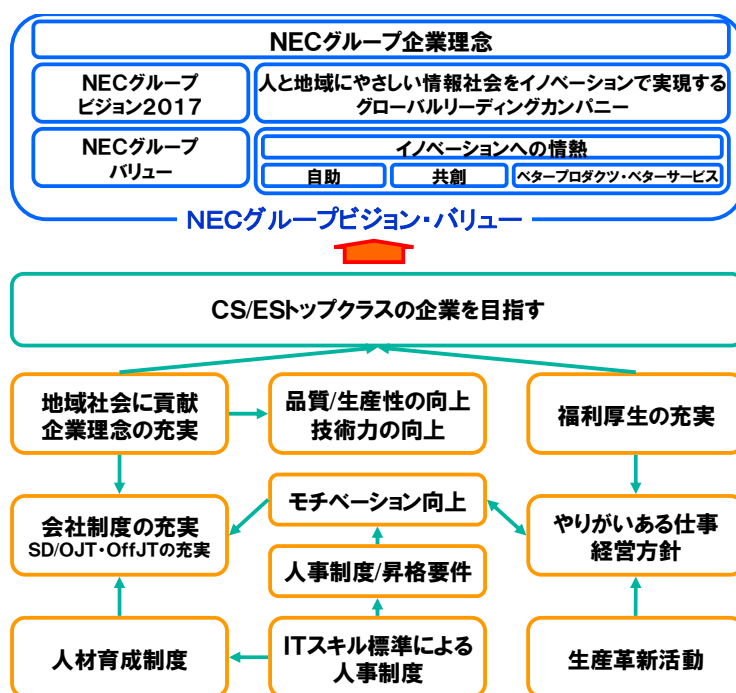 NECグループ企業理念
NECグループ
ビジョン2017
人と地域にやさしい情報社会をイノベーションで実現する
グローバルリーディングカンパニー
NECグループ
バリュー
イノベーションへの情熱
自助
共創
ベタープロダクツ・ベターサービス
NECグループビジョン・バリュー
CS/ESトップクラスの企業を目指す
地域社会に貢献
企業理念の充実
品質/生産性の向上
技術力の向上
福利厚生の充実
モチベーション向上
会社制度の充実
SD/OJT・OffJTの充実
やりがいある仕事
経営方針
人事制度/昇格要件
人材育成制度
ITスキル標準による
人事制度
生産革新活動